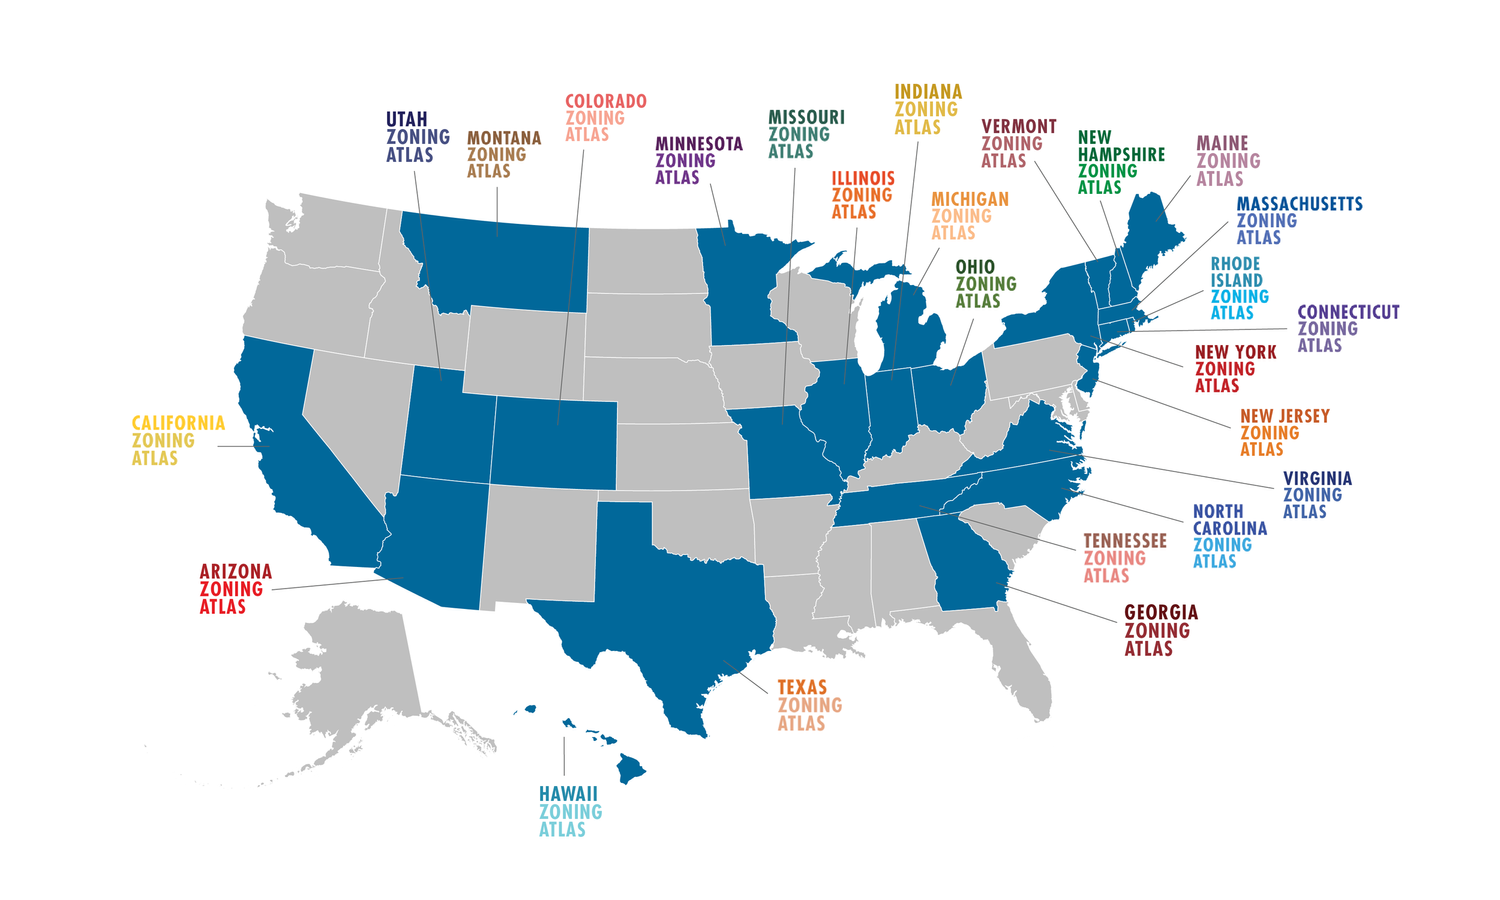 UTAH
ZONING
ATLAS
MONTANA
ZONING
ATLAS
COLORADO
ZONING
ATLAS
MINNESOTA
ZONING
ATLAS
MISSOURI
ZONING
ATLAS
ILLINOIS
ZONING
ATLAS
INDIANA
ZONING
ATLAS
MICHIGAN
ZONING
ATLAS
OHIO
ZONING
ATLAS
VERMONT
ZONING
ATLAS
NEW
HAMPSHIRE
ZONING
ATLAS
MAINE
ZONING
ATLAS
MASSACHUSETTS
ZONING
ATLAS
RHODE
ISLAND
ZONING
ATLAS
CONNECTICUT
ZONING
ATLAS
NEW YORK
ZONING
ATLAS
NEW JERSEY
ZONING
ATLAS
VIRGINIA
ZONING
ATLAS
NORTH
CAROLINA
ZONING
ATLAS
TENNESSEE
ZONING
ATLAS
GEORGIA
ZONING
ATLAS
CALIFORNIA
ZONING
ATLAS
ARIZONA
ZONING
ATLAS
TEXAS
ZONING
ATLAS
HAWAII
ZONING
ATLAS